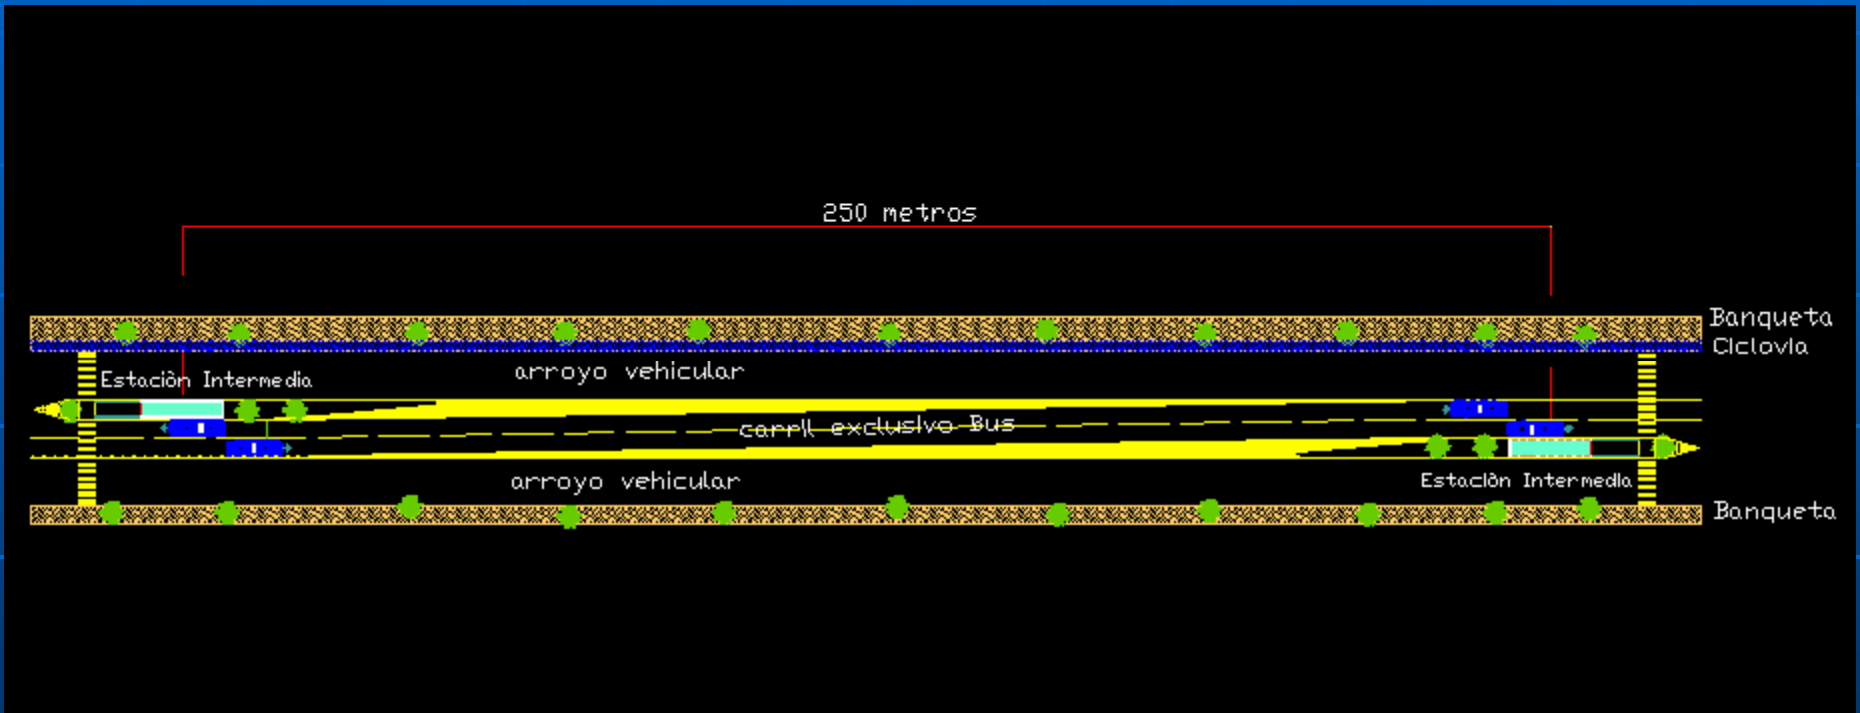 250 metros
Banqueta
Ciclovia
arroyo vehicular
Estaciòn Intermedia
carril exclusivo Bus
arroyo vehicular
Estaciòn Intermedia
Banqueta